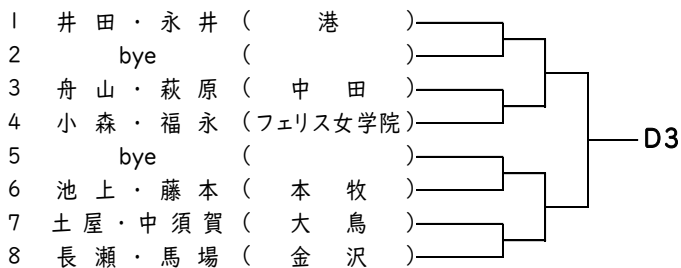 1 井田・永井 ( 港 )
2 bye ( )
3 舟山・萩原 ( 中田 )
4 小森・福永 (フェリス女学院)
D3
5 bye ( )
6 池上・藤本 ( 本牧 )
7 土屋・中須賀 ( 大鳥 )
8 長瀬・馬場 ( 金沢 )